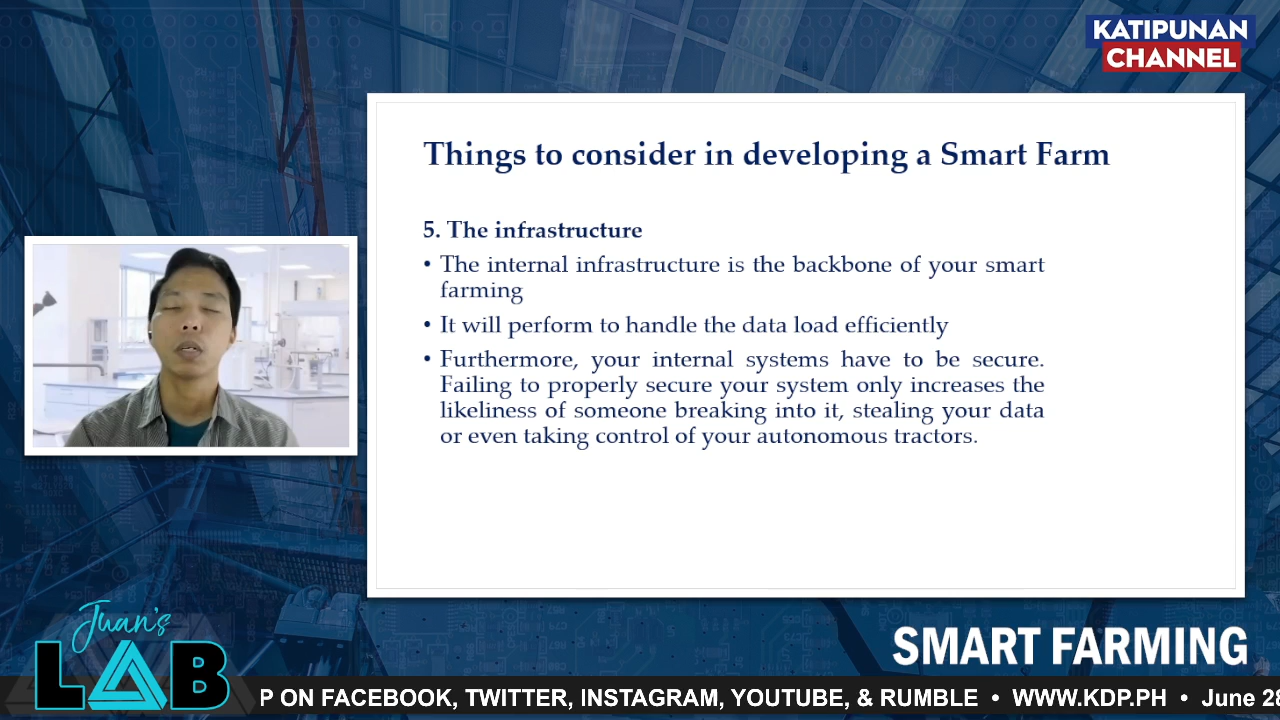 KATIPUNAN
CHANNEL
Things to consider in developing a Smart Farm
5. The infrastructure
• The internal infrastructure is the backbone of your smart
farming
• It will perform to handle the data load efficiently
• Furthermore, your internal systems have to be secure.
Failing to properly secure your system only increases the
likeliness of someone breaking into it, stealing your data
or even taking control of your autonomous tractors.
Juan's
LAB
SMART FARMING
P ON FACEBOOK, TWITTER, INSTAGRAM, YOUTUBE, & RUMBLE • WWW.KDP.PH • June 28